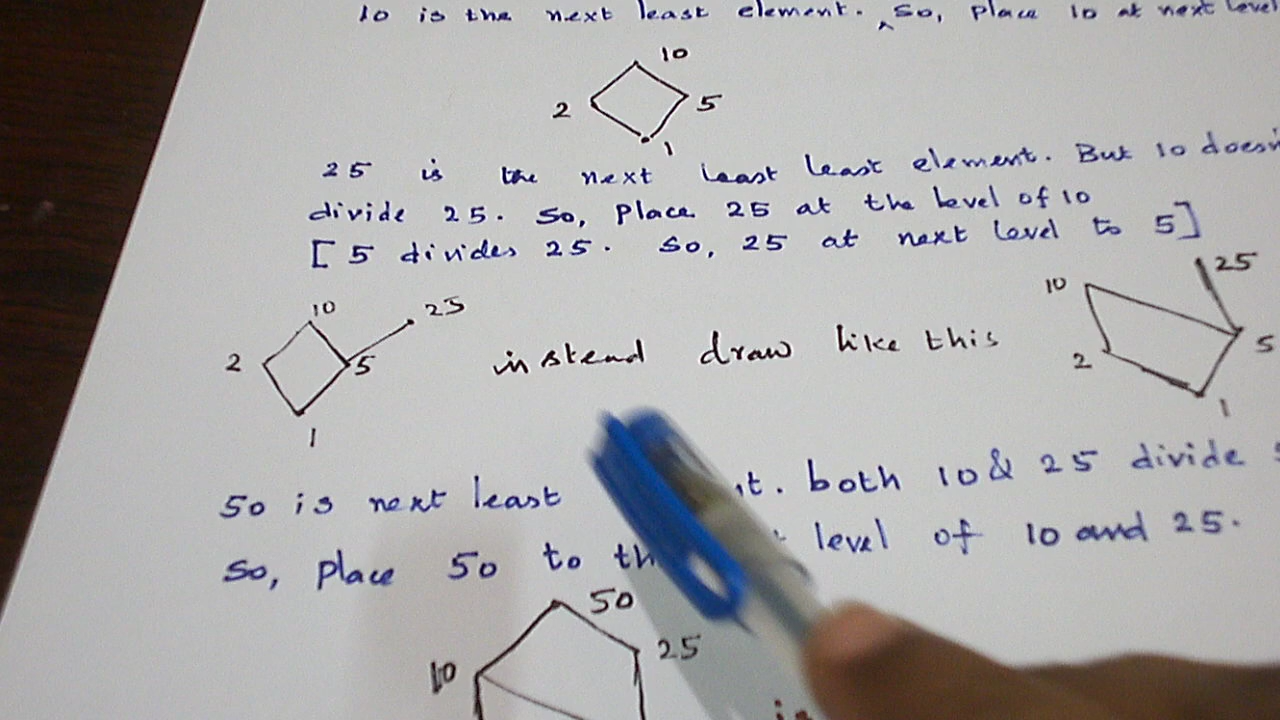 10 is the next least element. ^ So, Place 10 at next level
10
2
5
1
25 is the next least least element. But 10 doesn
divide 25. So, Place 25 at the level of 10
[ 5 divides 25. So, 25 at next level to 5]
10
25
2
5
1
instead draw like this
10
25
2
5
1
50 is next least both 10 & 25 divide
So, Place 50 to level of 10 and 25.
50
25
10